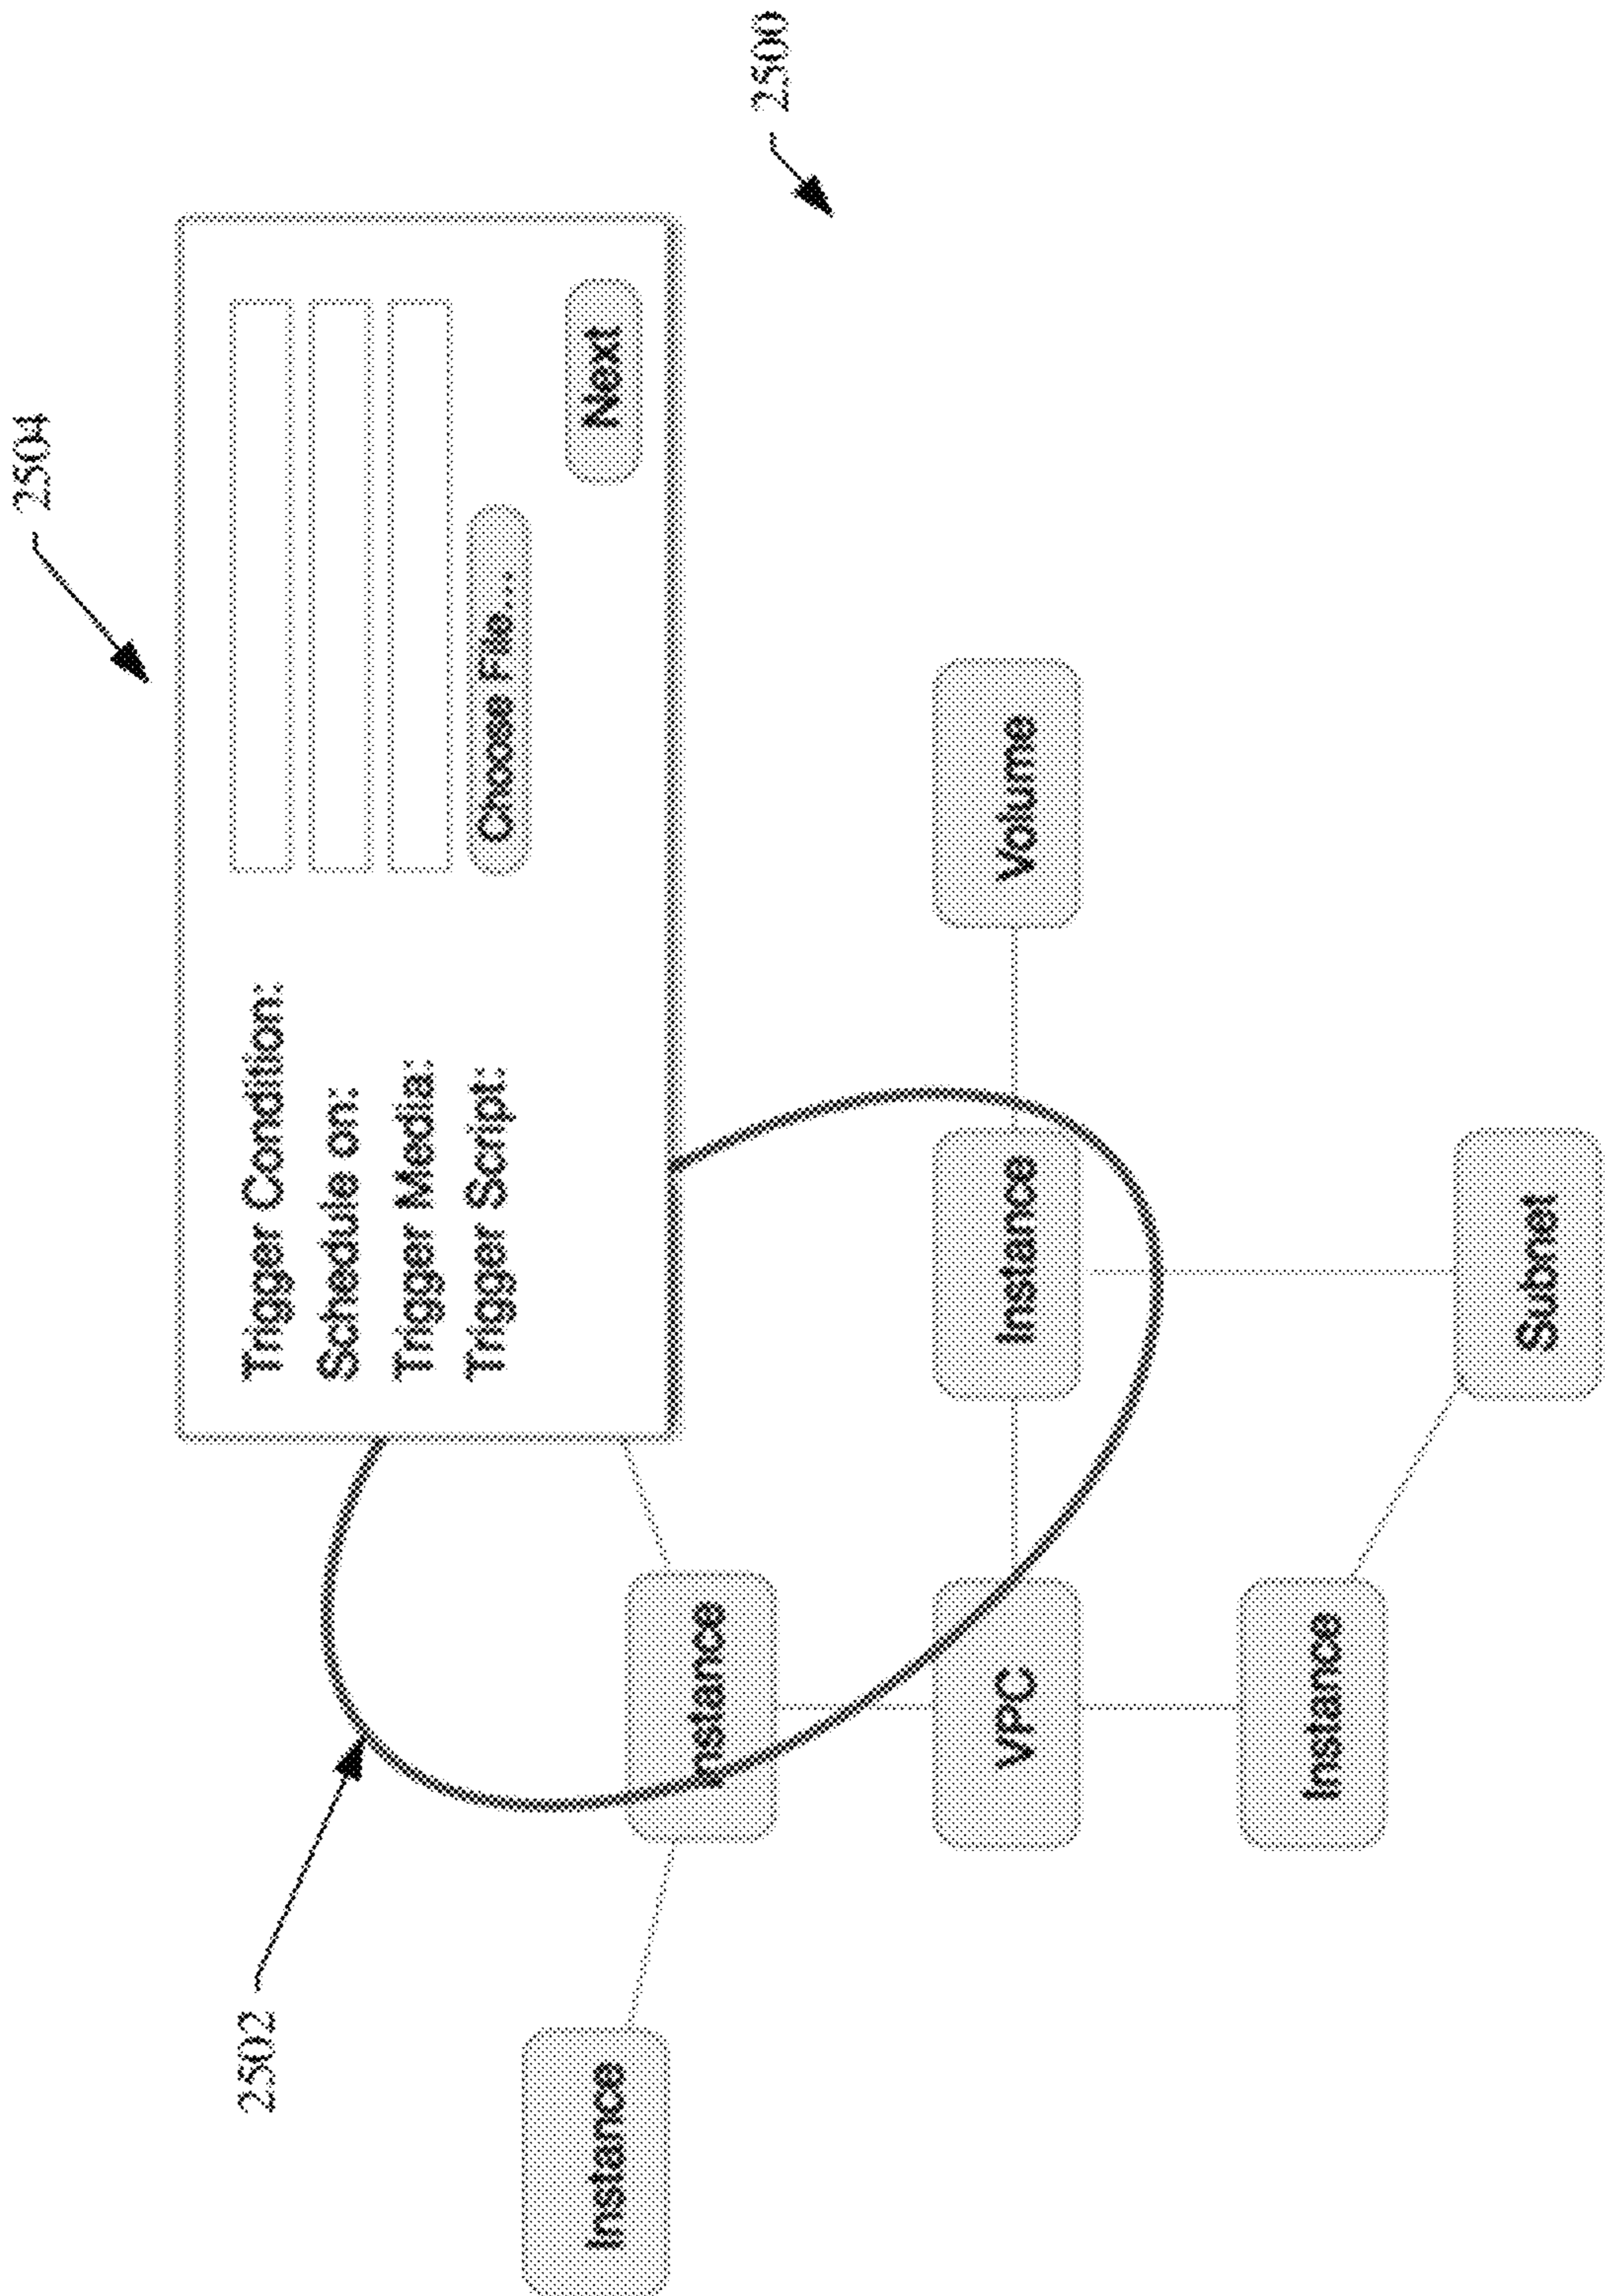 2504
2500
2502
Trigger Condition:
Schedule on:
Trigger Media:
Trigger Script:
Choose File...
Next
Instance
Instance
VPC
Instance
Volume
Instance
Subnet